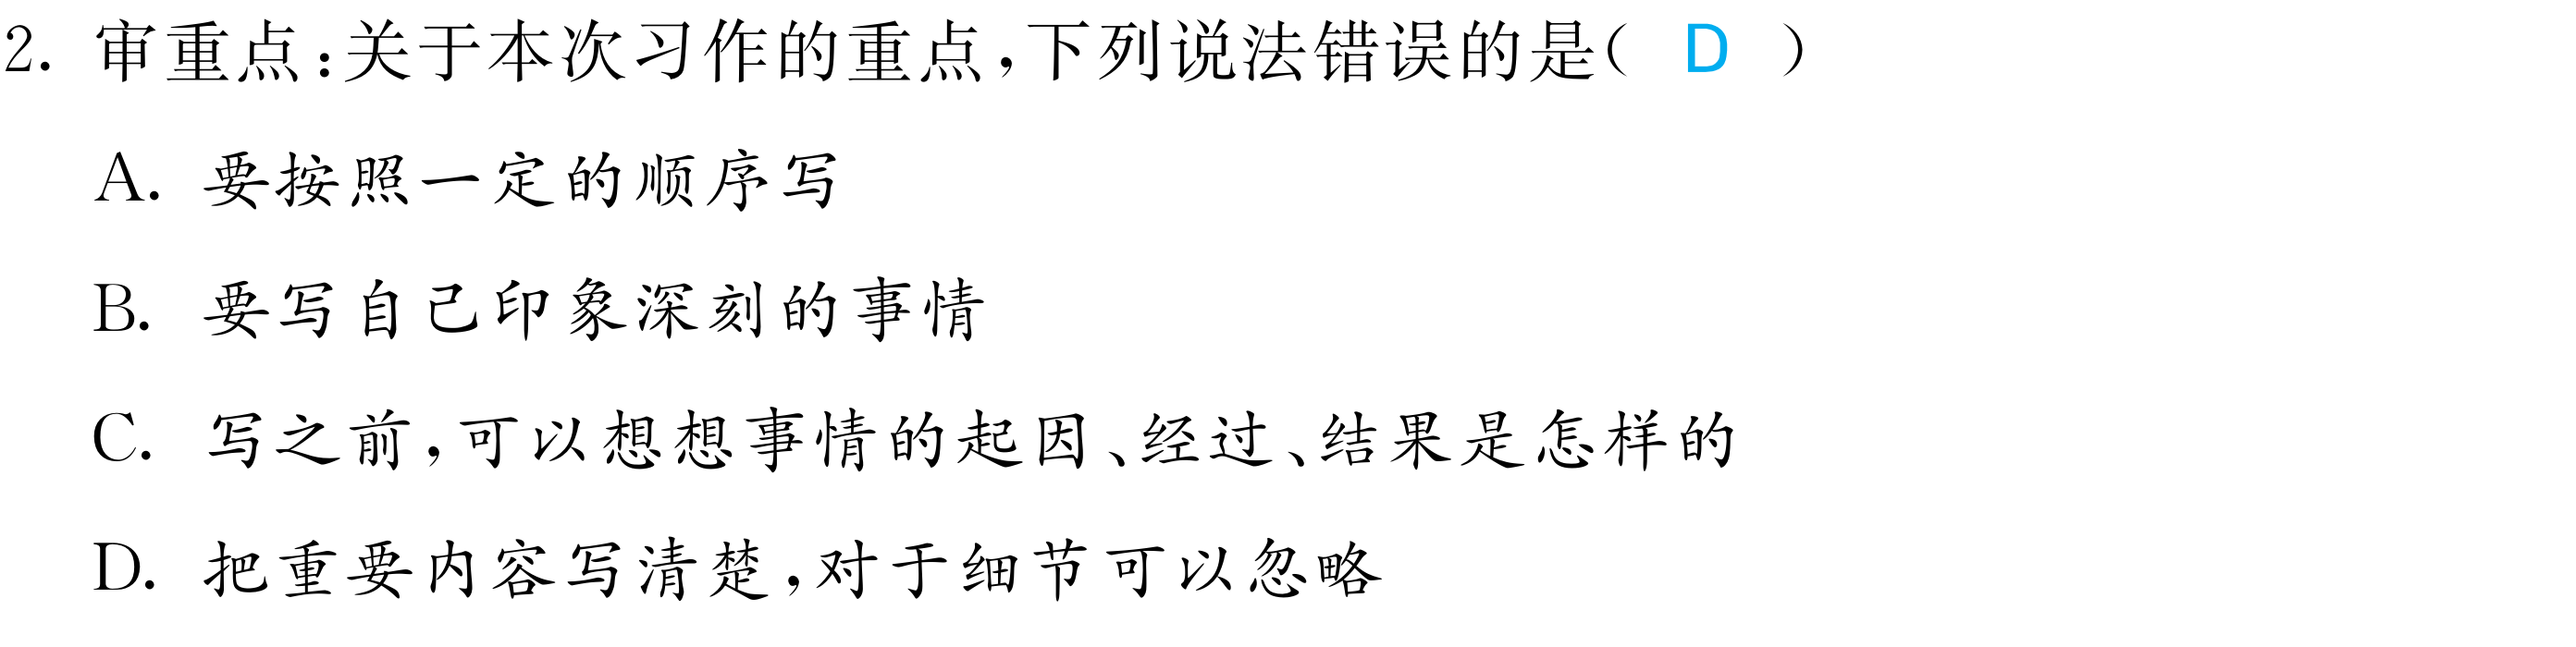 2. 审重点:关于本次习作的重点,下列说法错误的是( D )
A. 要按照一定的顺序写
B. 要写自己印象深刻的事情
C. 写之前,可以想想事情的起因、经过、结果是怎样的
D. 把重要内容写清楚,对于细节可以忽略